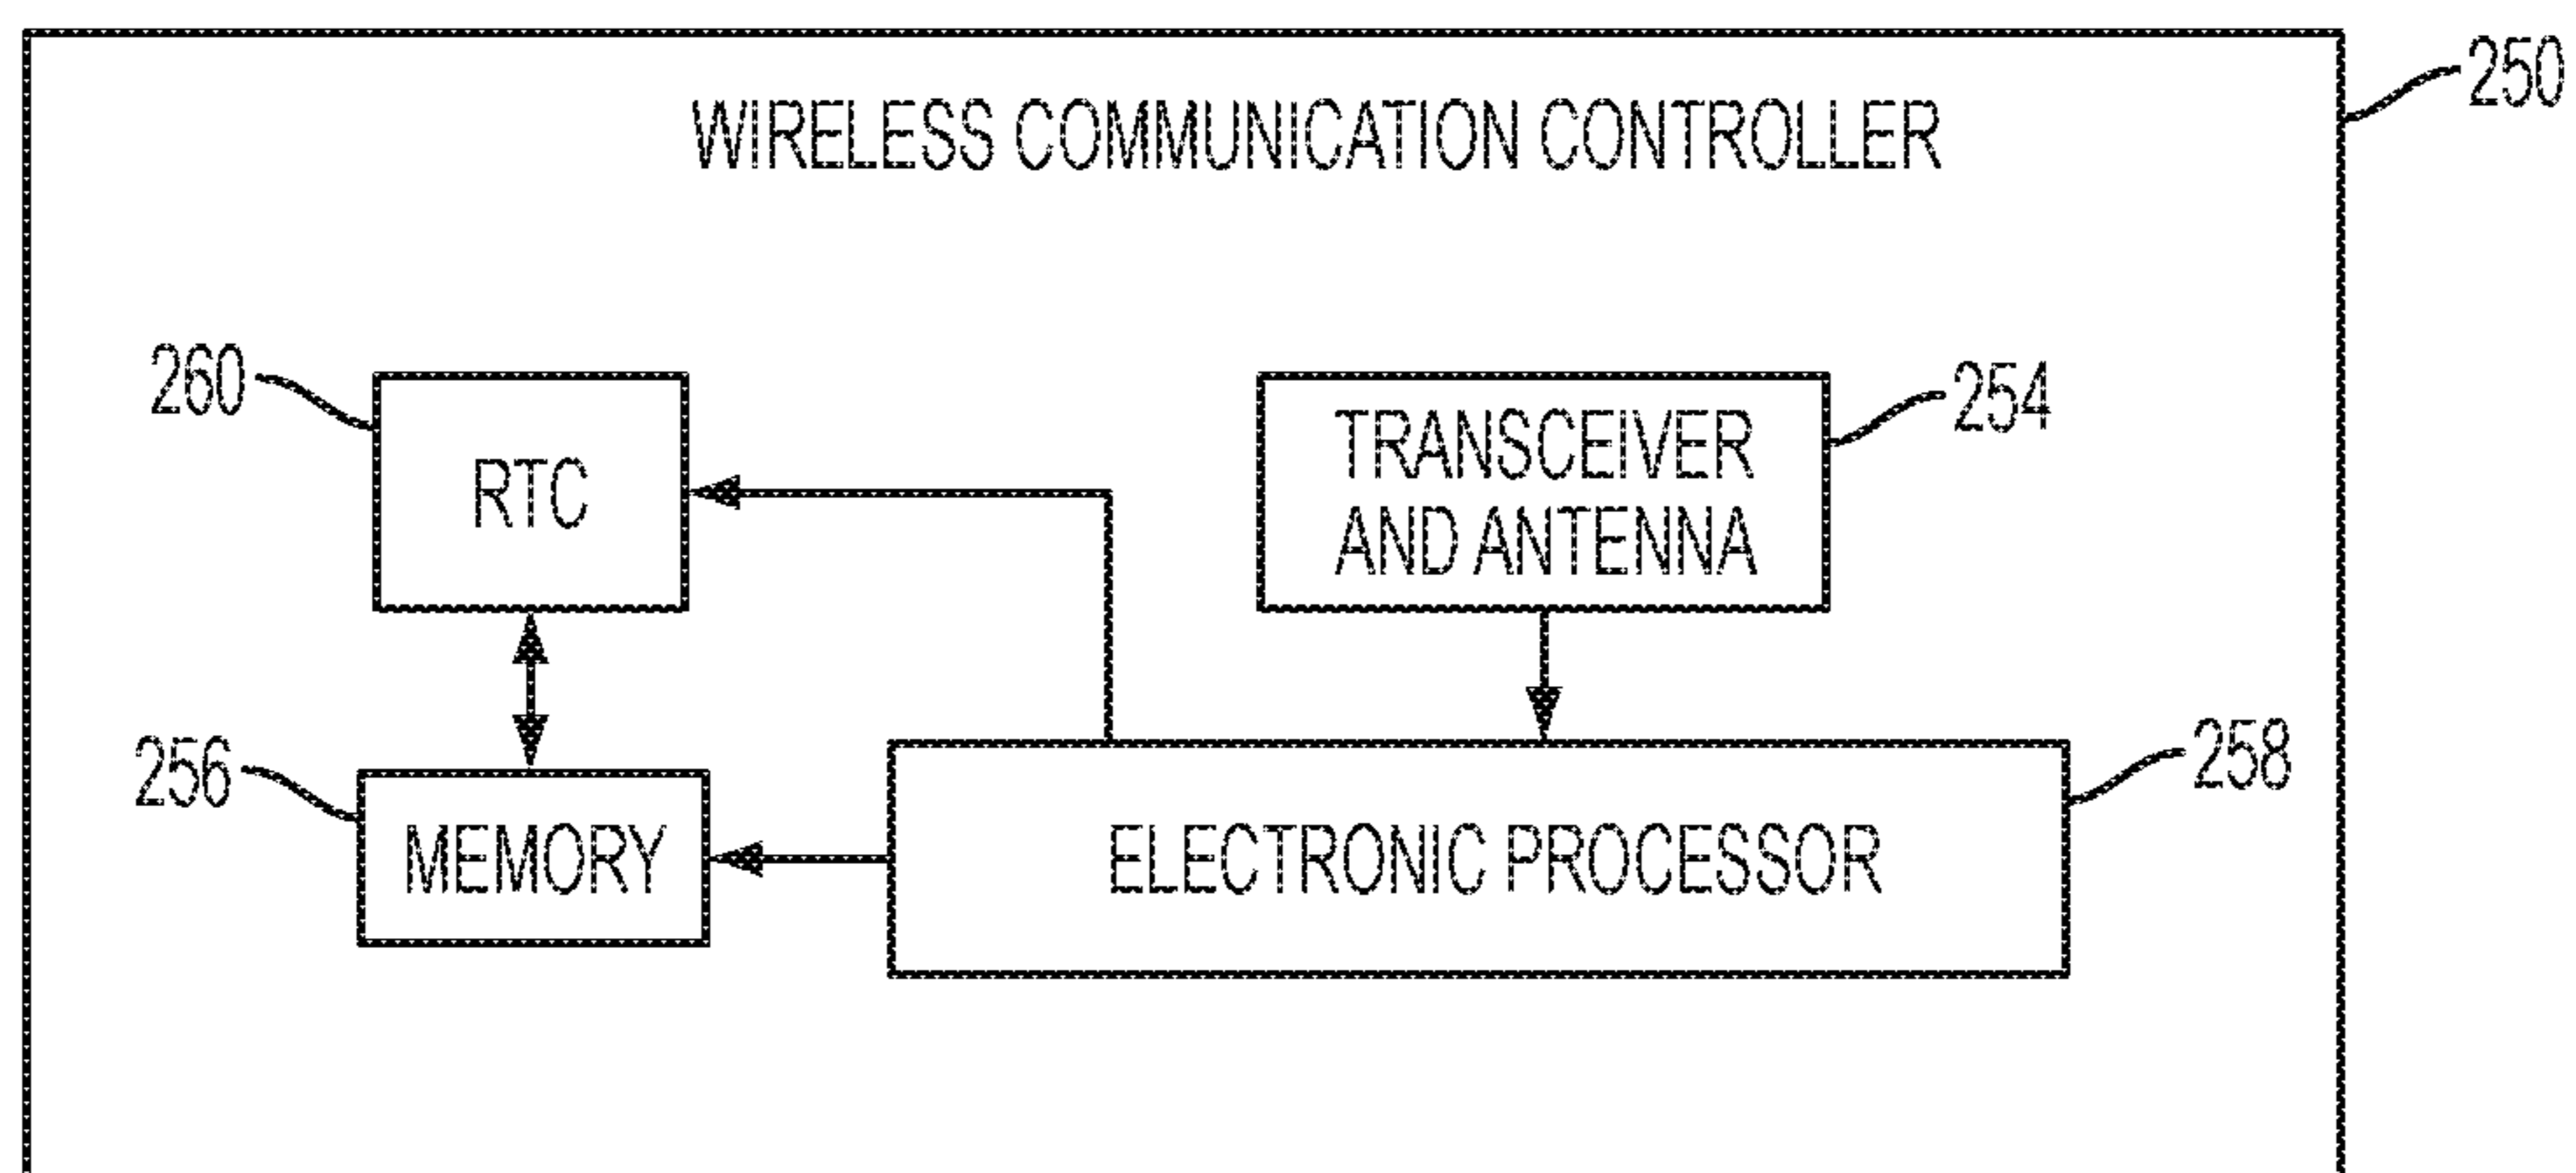 250
WIRELESS COMMUNICATION CONTROLLER
260
RTC
TRANSCEIVER
AND ANTENNA
254
256
MEMORY
ELECTRONIC PROCESSOR
258